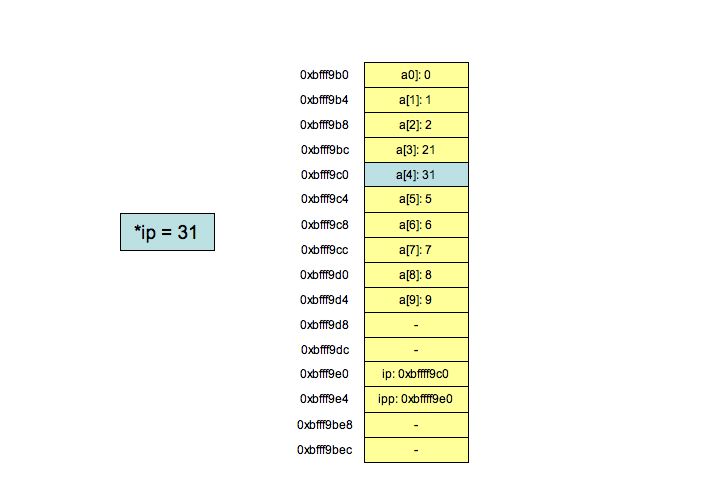 *ip = 31
0xbfff9b0 a0]: 0
0xbfff9b4 a[1]: 1
0xbfff9b8 a[2]: 2
0xbfff9bc a[3]: 21
0xbfff9c0 a[4]: 31
0xbfff9c4 a[5]: 5
0xbfff9c8 a[6]: 6
0xbfff9cc a[7]: 7
0xbfff9d0 a[8]: 8
0xbfff9d4 a[9]: 9
0xbfff9d8 -
0xbfff9dc -
0xbfff9e0 ip: 0xbffff9c0
0xbfff9e4 ipp: 0xbffff9e0
0xbfff9be8 -
0xbfff9bec -